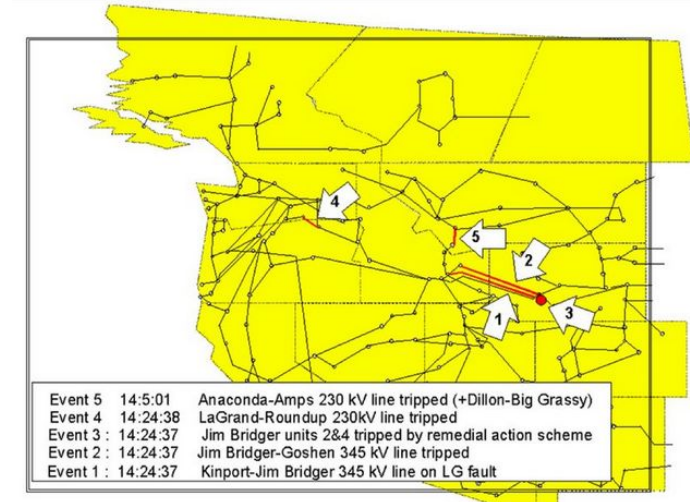 4
5
2
1
3
Event 5 14:5:01 Anaconda-Amps 230 kV line tripped (+Dillon-Big Grassy)
Event 4 14:24:38 LaGrand-Roundup 230kV line tripped
Event 3 : 14:24:37 Jim Bridger units 2&4 tripped by remedial action scheme
Event 2 : 14:24:37 Jim Bridger-Goshen 345 kV line tripped
Event 1 : 14:24:37 Kinport-Jim Bridger 345 kV line on LG fault